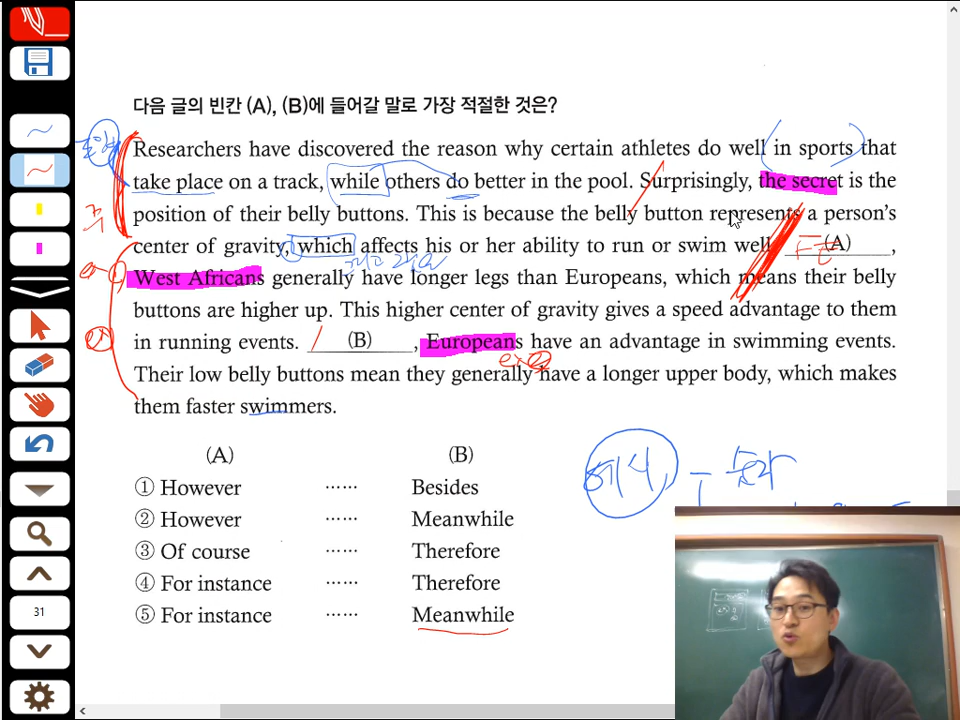 다음 글의 빈칸 (A), (B)에 들어갈 말로 가장 적절한 것은?
Researchers have discovered the reason why certain athletes do well in sports that
take place on a track, while others do better in the pool. Surprisingly, the secret is the
position of their belly buttons. This is because the belly button represents a person's
center of gravity, which affects his or her ability to run or swim well. (A) ,
West Africans generally have longer legs than Europeans, which means their belly
buttons are higher up. This higher center of gravity gives a speed advantage to them
in running events. (B) , Europeans have an advantage in swimming events.
ex
Their low belly buttons mean they generally have a longer upper body, which makes
them faster swimmers.
(A) (B)
① However …… Besides
② However …… Meanwhile
③ Of course …… Therefore
④ For instance …… Therefore
⑤ For instance …… Meanwhile
예시
31